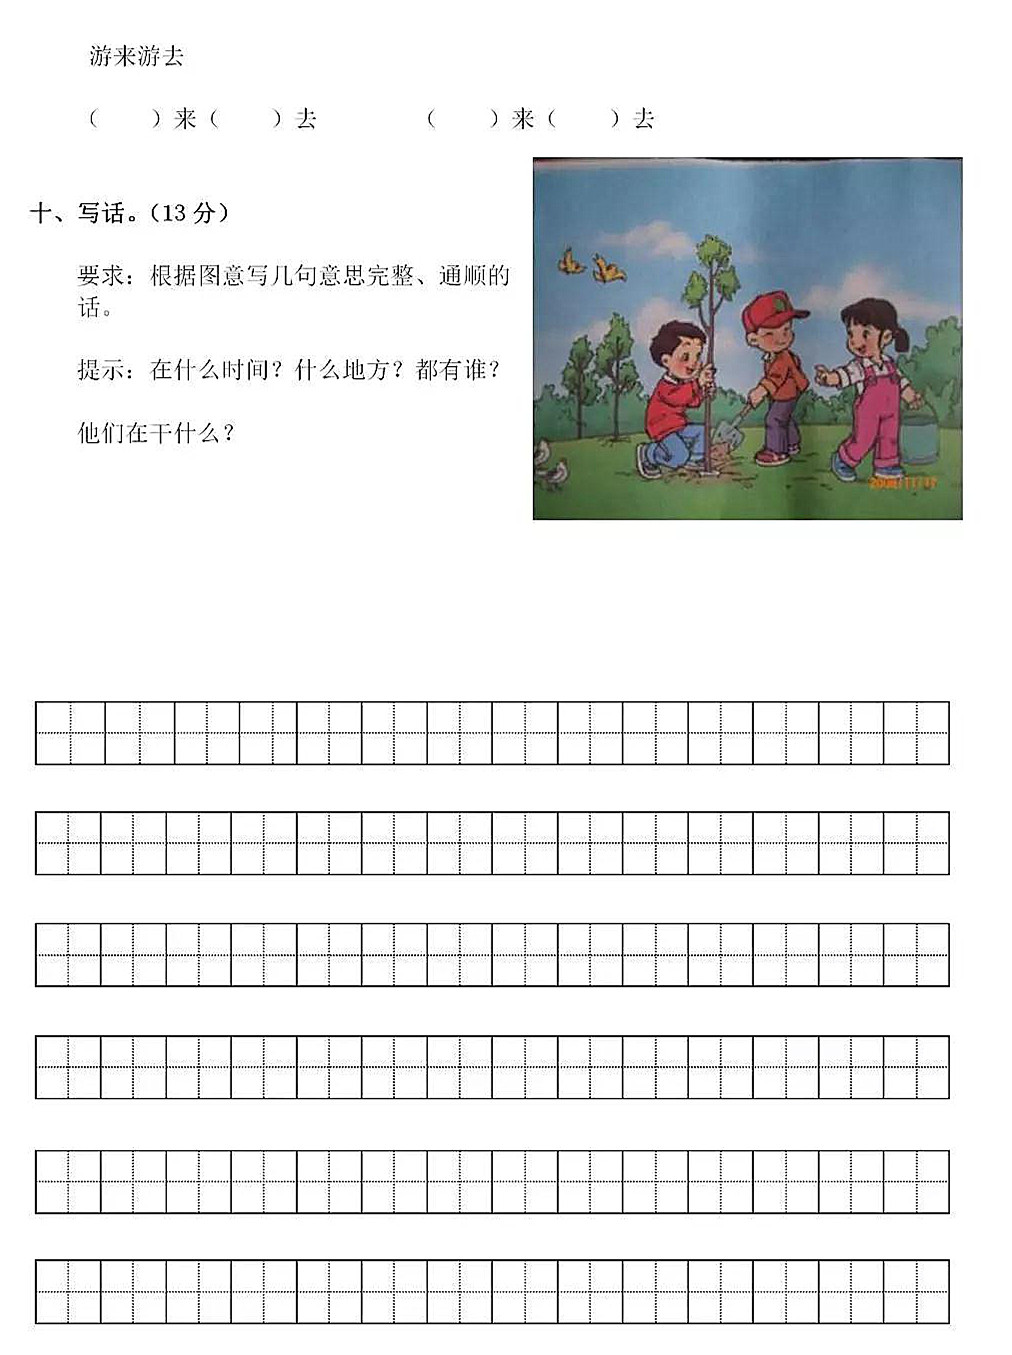 游来游去
（　　）来（　　）去　　　　（　　）来（　　）去
十、写话。（13 分）
要求：根据图意写几句意思完整、通顺的
话。
提示：在什么时间？什么地方？都有谁？
他们在干什么？